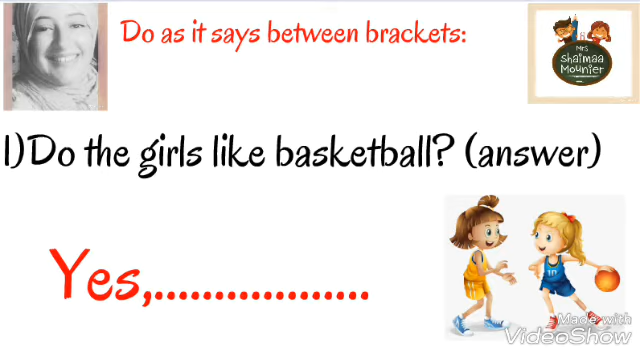 Do as it says between brackets:
Mrs
Shaimaa
Mounier
1)Do the girls like basketball? (answer)
Yes,..................
10
Made with
VideoShow